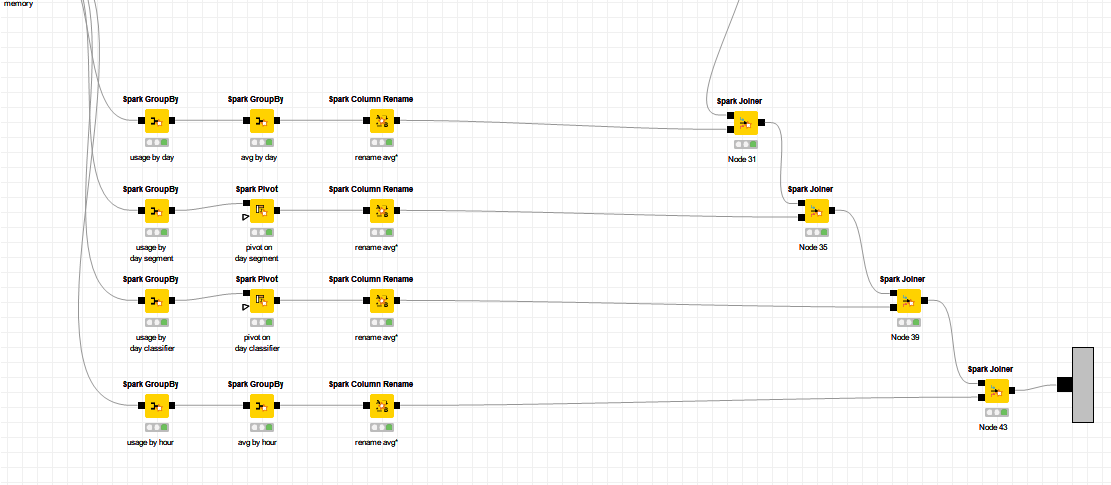 memory
Spark GroupBy
Spark GroupBy
Spark Column Rename
Spark Joiner
usage by day
avg by day
rename avg*
Node 31
Spark GroupBy
Spark Pivot
Spark Column Rename
Spark Joiner
usage by
day segment
pivot on
day segment
rename avg*
Node 35
Spark GroupBy
Spark Pivot
Spark Column Rename
Spark Joiner
usage by
day classifier
pivot on
day classifier
rename avg*
Node 39
Spark GroupBy
Spark GroupBy
Spark Column Rename
Spark Joiner
usage by hour
avg by hour
rename avg*
Node 43